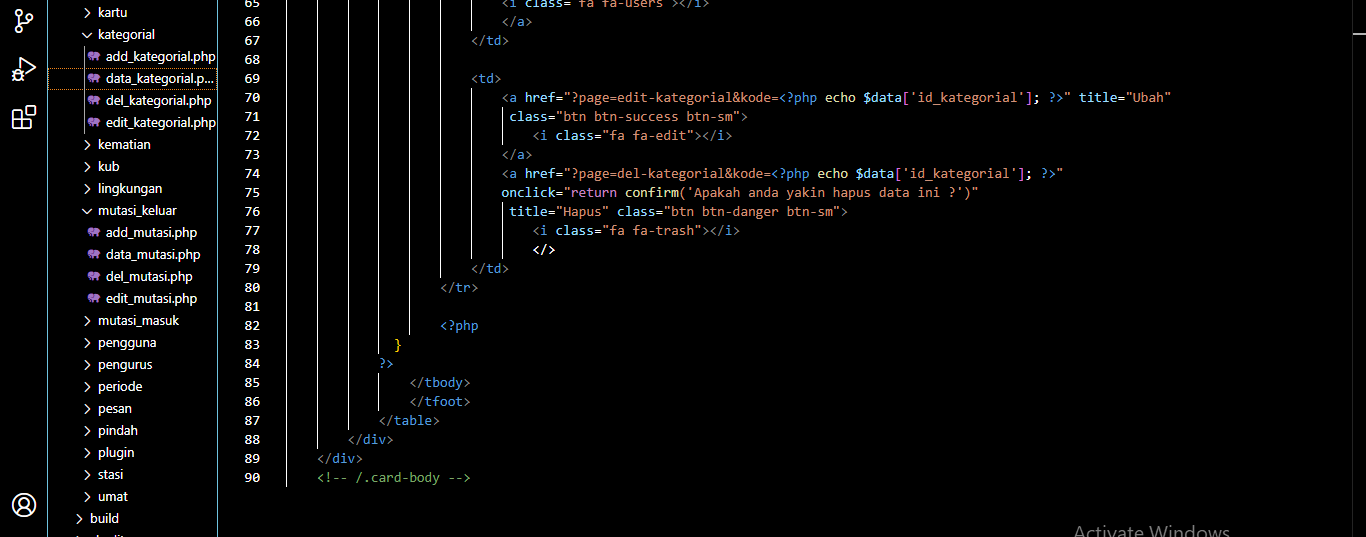 kartu
kategorial
add_kategorial.php
data_kategorial.p...
del_kategorial.php
edit_kategorial.php
kematian
kub
lingkungan
mutasi_keluar
add_mutasi.php
data_mutasi.php
del_mutasi.php
edit_mutasi.php
mutasi_masuk
pengguna
pengurus
periode
pesan
pindah
plugin
stasi
umat
build
65 <i class="fa fa-users"></i>
66 </a>
67 </td>
68
69 <td>
70 <a href="?page=edit-kategorial&kode=<?php echo $data['id_kategorial']; ?>" title="Ubah"
71 class="btn btn-success btn-sm">
72 <i class="fa fa-edit"></i>
73 </a>
74 <a href="?page=del-kategorial&kode=<?php echo $data['id_kategorial']; ?>"
75 onclick="return confirm('Apakah anda yakin hapus data ini ?')"
76 title="Hapus" class="btn btn-danger btn-sm">
77 <i class="fa fa-trash"></i>
78 </>
79 </td>
80 </tr>
81
82 <?php
83 }
84 ?>
85 </tbody>
86 </tfoot>
87 </table>
88 </div>
89 </div>
90 <!-- /.card-body -->
Activate Windows